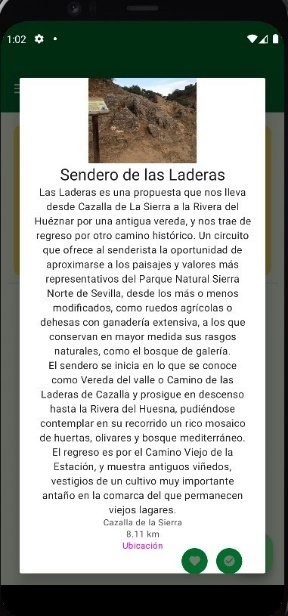 1:02
Sendero de las Laderas
Las Laderas es una propuesta que nos lleva
desde Cazalla de La Sierra a la Rivera del
Huéznar por una antigua vereda, y nos trae de
regreso por otro camino histórico. Un circuito
que ofrece al senderista la oportunidad de
aproximarse a los paisajes y valores más
representativos del Parque Natural Sierra
Norte de Sevilla, desde los más o menos
modificados, como ruedos agrícolas o
dehesas con ganadería extensiva, a los que
conservan en mayor medida sus rasgos
naturales, como el bosque de galería.
El sendero se inicia en lo que se conoce
como Vereda del valle o Camino de las
Laderas de Cazalla y prosigue en descenso
hasta la Rivera del Huesna, pudiéndose
contemplar en su recorrido un rico mosaico
de huertas, olivares y bosque mediterráneo.
El regreso es por el Camino Viejo de la
Estación, y muestra antiguos viñedos,
vestigios de un cultivo muy importante
antaño en la comarca del que permanecen
viejos lagares.
Cazalla de la Sierra
8.11 km
Ubicación